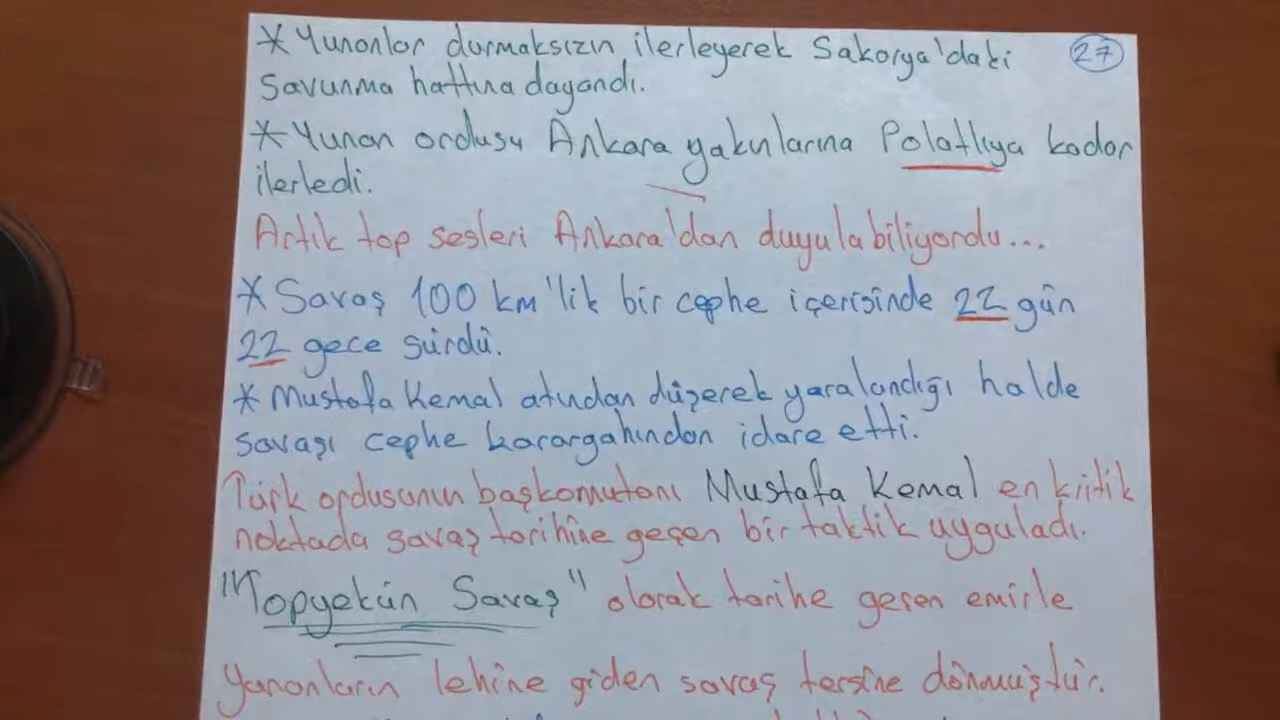 * Yunanlar durmaksızın ilerleyerek Sakarya'daki 27
savunma hattına dayandı.
* Yunan ordusu Ankara yakınlarına Polatlıya kadar
ilerledi.
Artık top sesleri Ankara'dan duyulabiliyordu...
* Savaş 100 km'lik bir cephe içerisinde 22 gün
22 gece sürdü.
* Mustafa Kemal atından düşerek yaralandığı halde
savaşı cephe karargahından idare etti.
Türk ordusunun başkomutanı Mustafa Kemal en kritik
noktada savaş tarihine geçen bir taktik uyguladı.
"Topyekün Savaş" olarak tarihe geçen emirle
Yunanların lehine giden savaş tersine dönmüştür.